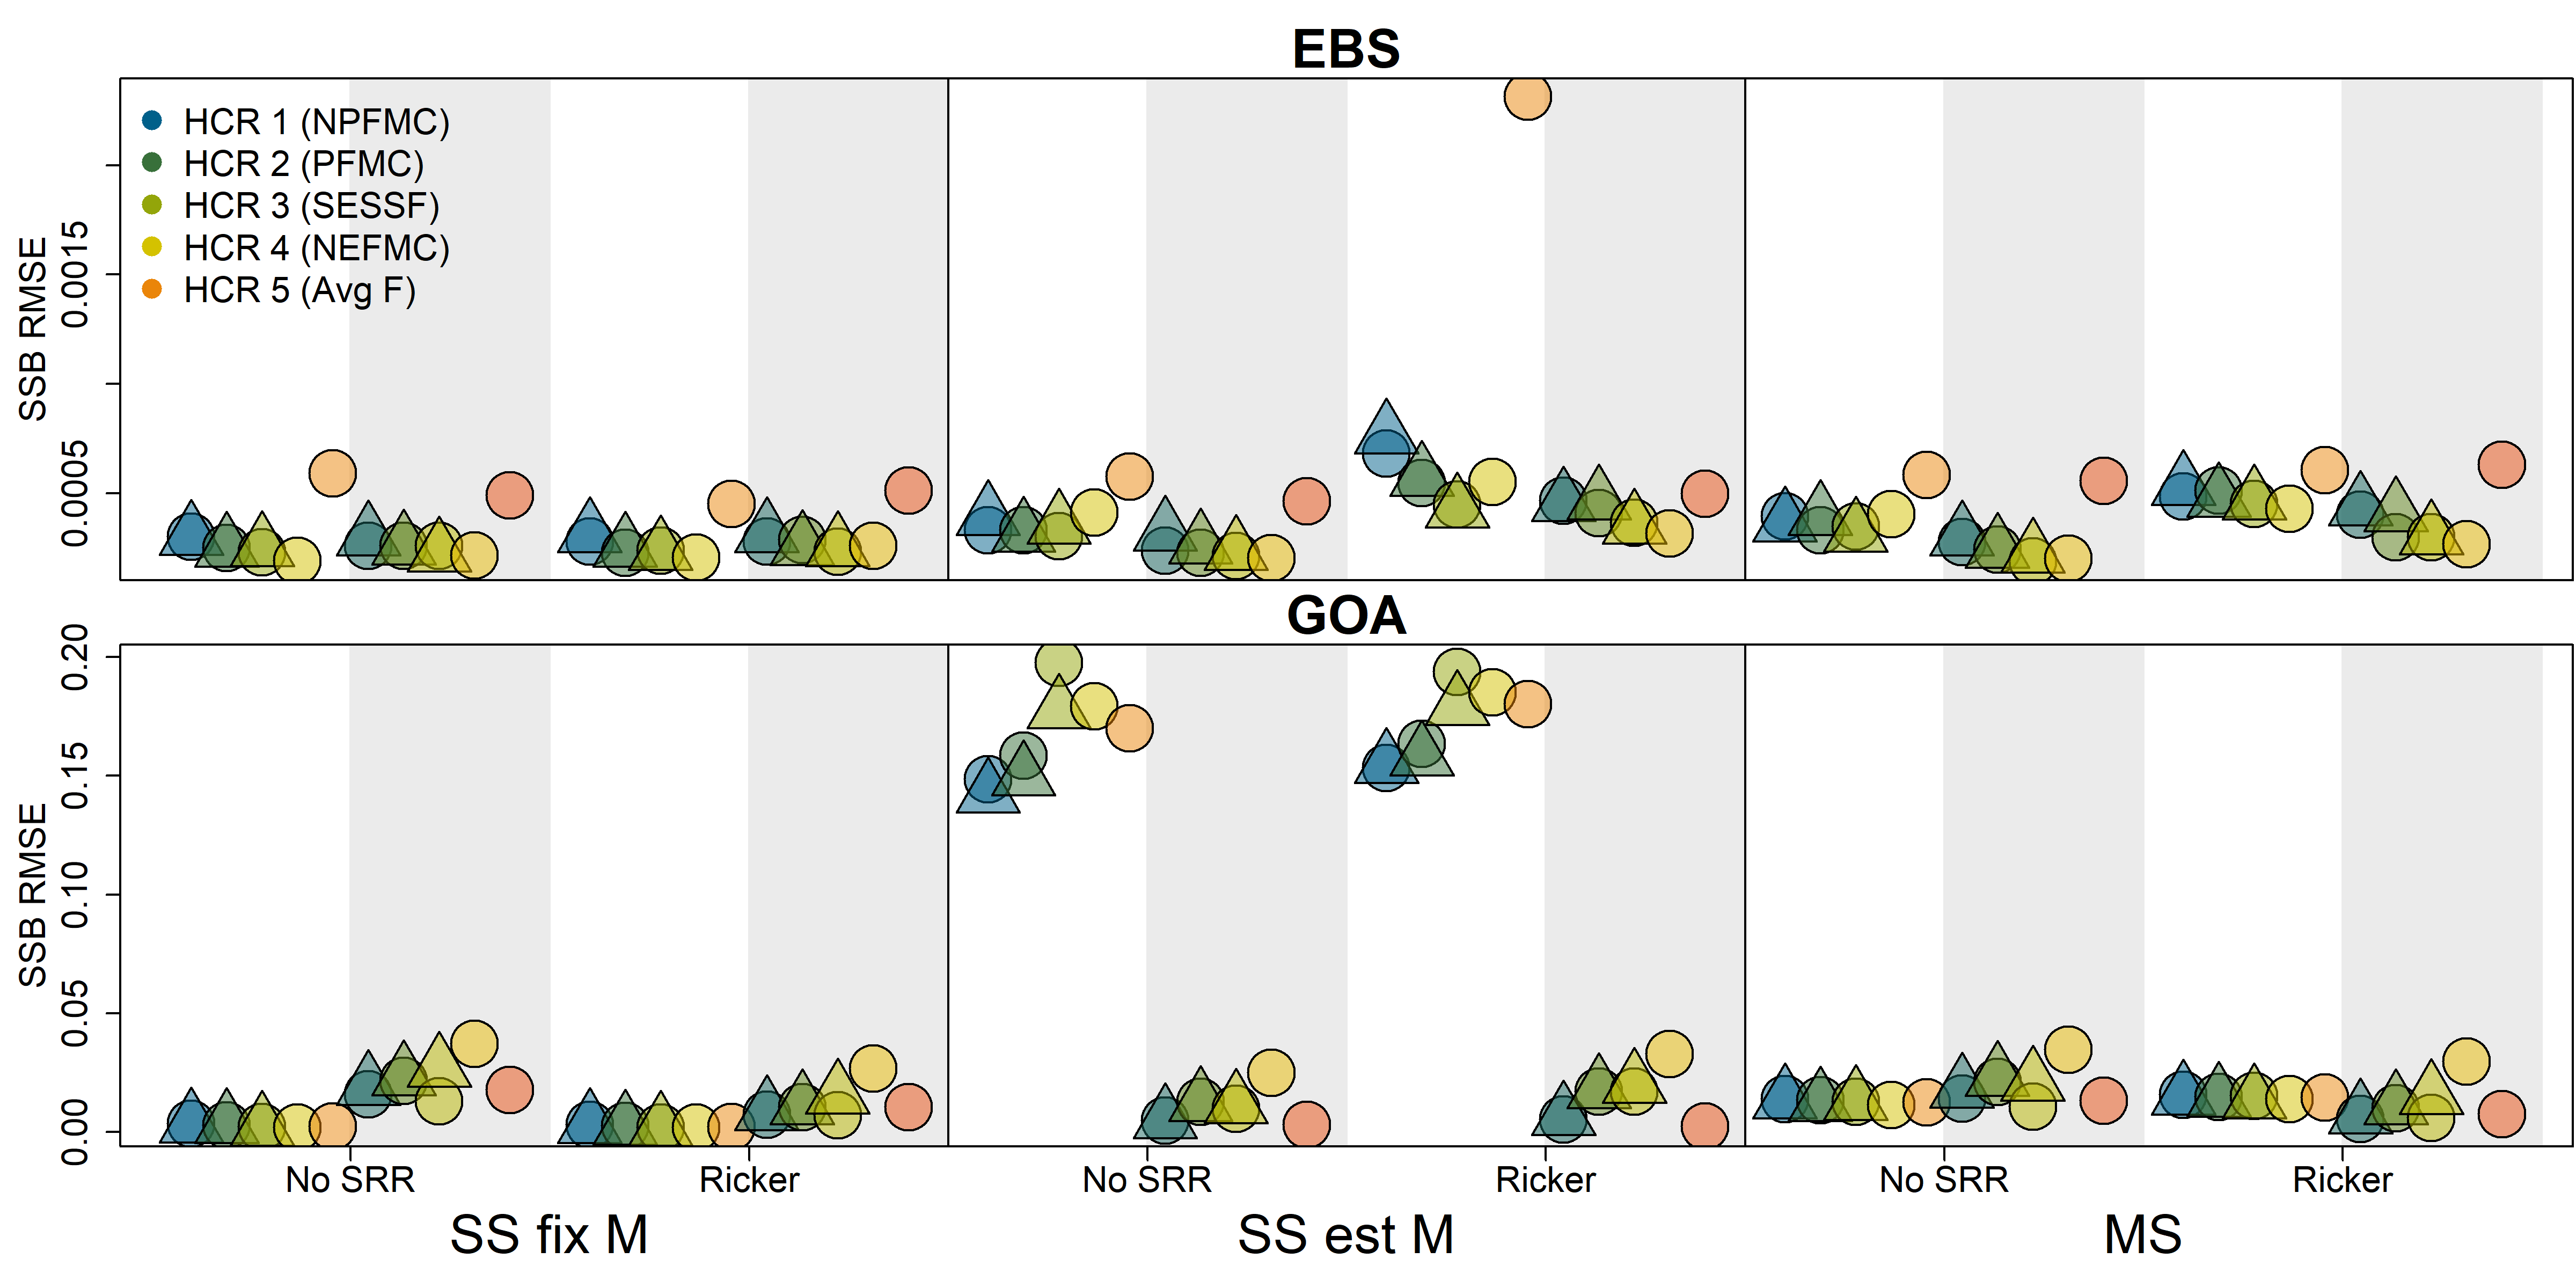 EBS
HCR 1 (NPFMC)
HCR 2 (PFMC)
HCR 3 (SESSF)
HCR 4 (NEFMC)
HCR 5 (Avg F)
SSB RMSE
0.0015
0.0005
GOA
SSB RMSE
0.20
0.15
0.10
0.05
0.00
No SRR Ricker No SRR Ricker No SRR Ricker
SS fix M SS est M MS